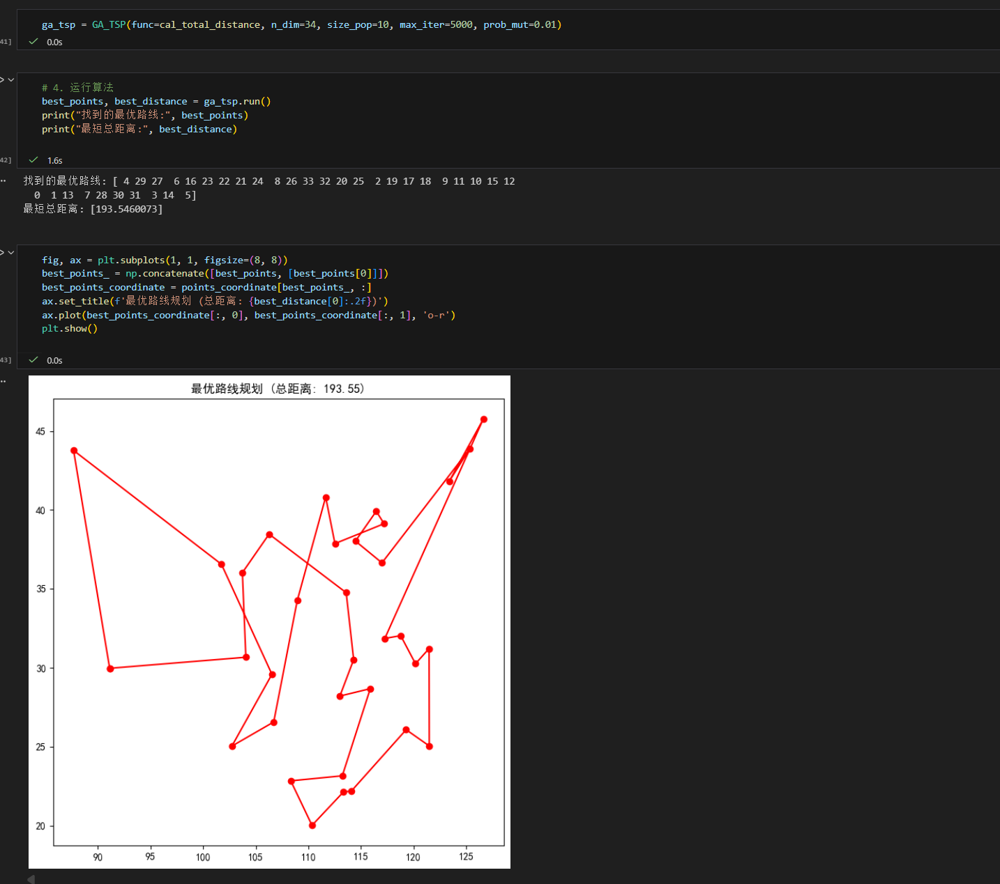 ga_tsp = GA_TSP(func=cal_total_distance, n_dim=34, size_pop=10, max_iter=5000, prob_mut=0.01)
41]
0.0s
# 4. 运行算法
best_points, best_distance = ga_tsp.run()
print("找到的最优路线:", best_points)
print("最短总距离:", best_distance)
42]
1.6s
找到的最优路线: [ 4 29 27  6 16 23 22 21 24  8 26 33 32 20 25  2 19 17 18  9 11 10 15 12
  0  1 13  7 28 30 31  3 14  5]
最短总距离: [193.5460073]
fig, ax = plt.subplots(1, 1, figsize=(8, 8))
best_points_ = np.concatenate([best_points, [best_points[0]]])
best_points_coordinate = points_coordinate[best_points_, :]
ax.set_title(f'最优路线规划 (总距离: {best_distance[0]:.2f})')
ax.plot(best_points_coordinate[:, 0], best_points_coordinate[:, 1], 'o-r')
plt.show()
43]
0.0s
最优路线规划 (总距离: 193.55)
45
40
35
30
25
20
90 95 100 105 110 115 120 125